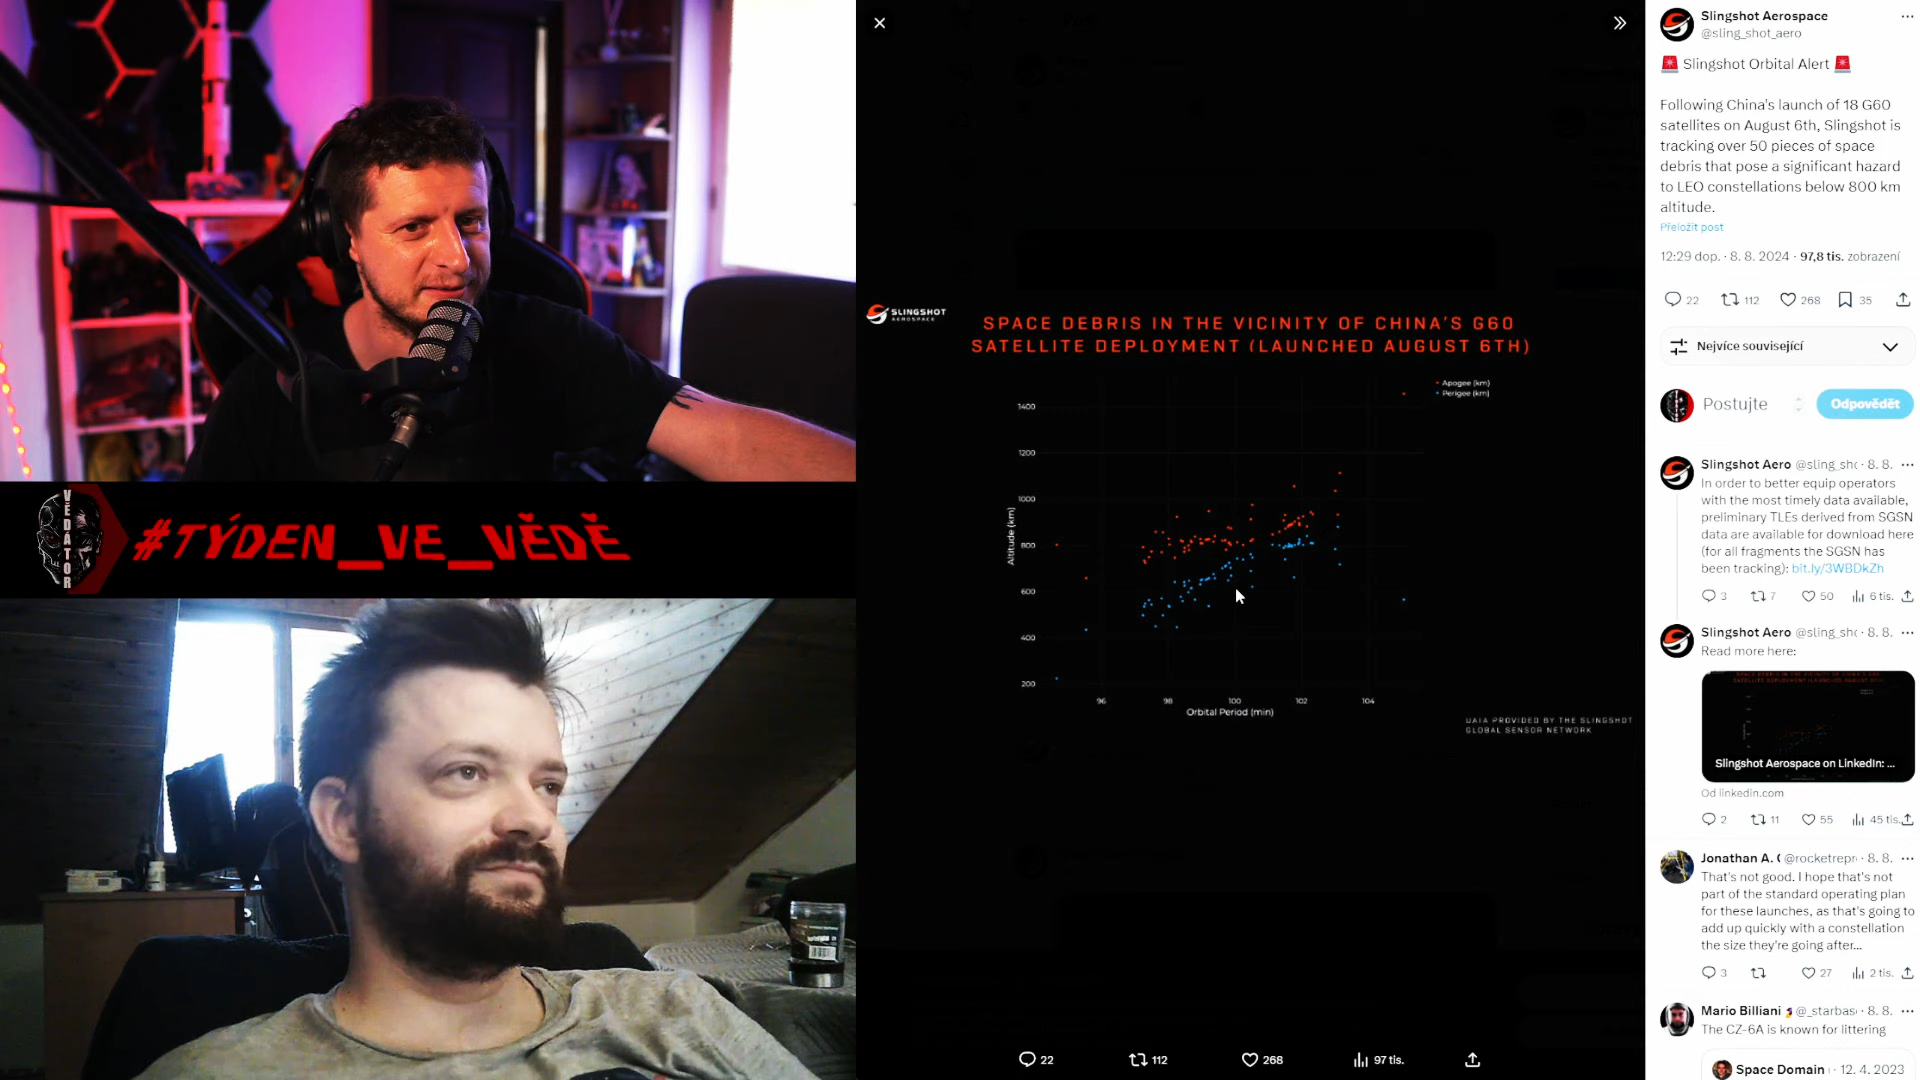 VĚDÁTOR
#TÝDEN_VE_VĚDĚ
SLINGSHOT
AEROSPACE
SPACE DEBRIS IN THE VICINITY OF CHINA'S G60
SATELLITE DEPLOYMENT (LAUNCHED AUGUST 6TH)
Apogee (km)
Perigee (km)
1400
1200
1000
800
600
400
200
Altitude (km)
96
98
100
102
104
Orbital Period (min)
DATA PROVIDED BY THE SLINGSHOT
GLOBAL SENSOR NETWORK
22
112
268
97 tis.
Slingshot Aerospace
@sling_shot_aero
Slingshot Orbital Alert
Following China's launch of 18 G60
satellites on August 6th, Slingshot is
tracking over 50 pieces of space
debris that pose a significant hazard
to LEO constellations below 800 km
altitude.
Přeložit post
12:29 dop. · 8. 8. 2024 · 97,8 tis. zobrazení
22 112 268 35
Nejvíce související
Postujte
Odpovědět
Slingshot Aero @sling_sho · 8. 8.
In order to better equip operators
with the most timely data available,
preliminary TLEs derived from SGSN
data are available for download here
(for all fragments the SGSN has
been tracking): bit.ly/3WBDkZh
3 7 50 6 tis.
Slingshot Aero @sling_sho · 8. 8.
Read more here:
Slingshot Aerospace on LinkedIn: ...
Od linkedin.com
2 11 55 45 tis.
Jonathan A. ( @rocketrepr · 8. 8.
That's not good. I hope that's not
part of the standard operating plan
for these launches, as that's going to
add up quickly with a constellation
the size they're going after...
3 27 2 tis.
Mario Billiani @_starbas · 8. 8.
The CZ-6A is known for littering
Space Domain · 12. 4. 2023